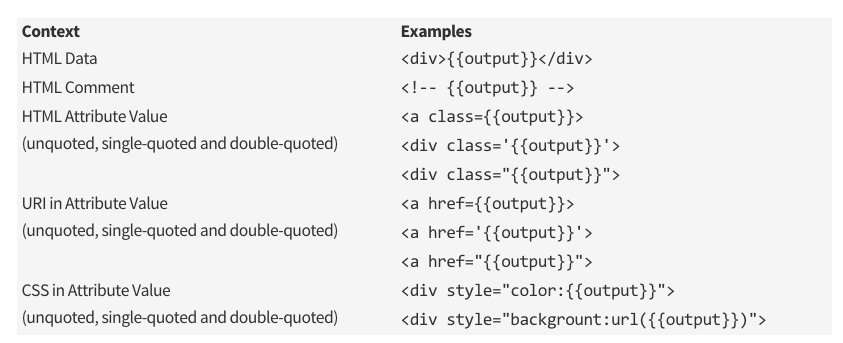 Context Examples
HTML Data <div>{{output}}</div>
HTML Comment <!-- {{output}} -->
HTML Attribute Value <a class={{output}}>
(unquoted, single-quoted and double-quoted) <div class='{{output}}'>
<div class="{{output}}">
URI in Attribute Value <a href={{output}}>
(unquoted, single-quoted and double-quoted) <a href='{{output}}'>
<a href="{{output}}">
CSS in Attribute Value <div style="color:{{output}}">
(unquoted, single-quoted and double-quoted) <div style="backgrount:url({{output}})">